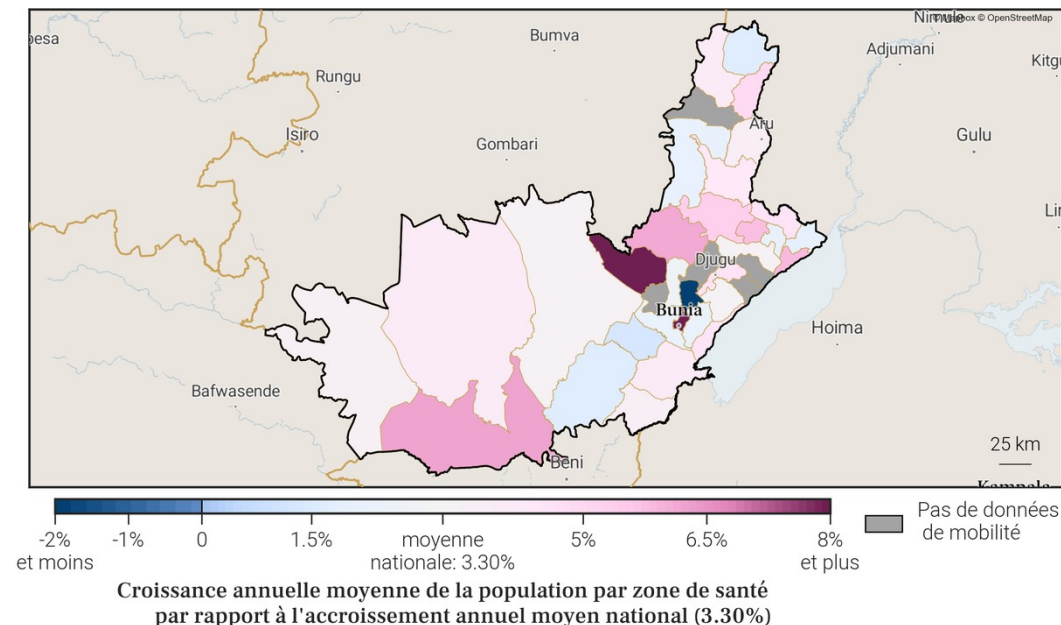 © Mapbox © OpenStreetMap
Bumva
Adjumani
Rungu
Isiro
Aru
Gombari
Gulu
Djugu
Bunia
Hoima
Bafwasende
Beni
25 km
-2%
et moins
-1%
0
1.5%
moyenne
nationale: 3.30%
5%
6.5%
8%
et plus
Pas de données
de mobilité
Croissance annuelle moyenne de la population par zone de santé
par rapport à l'accroissement annuel moyen national (3.30%)